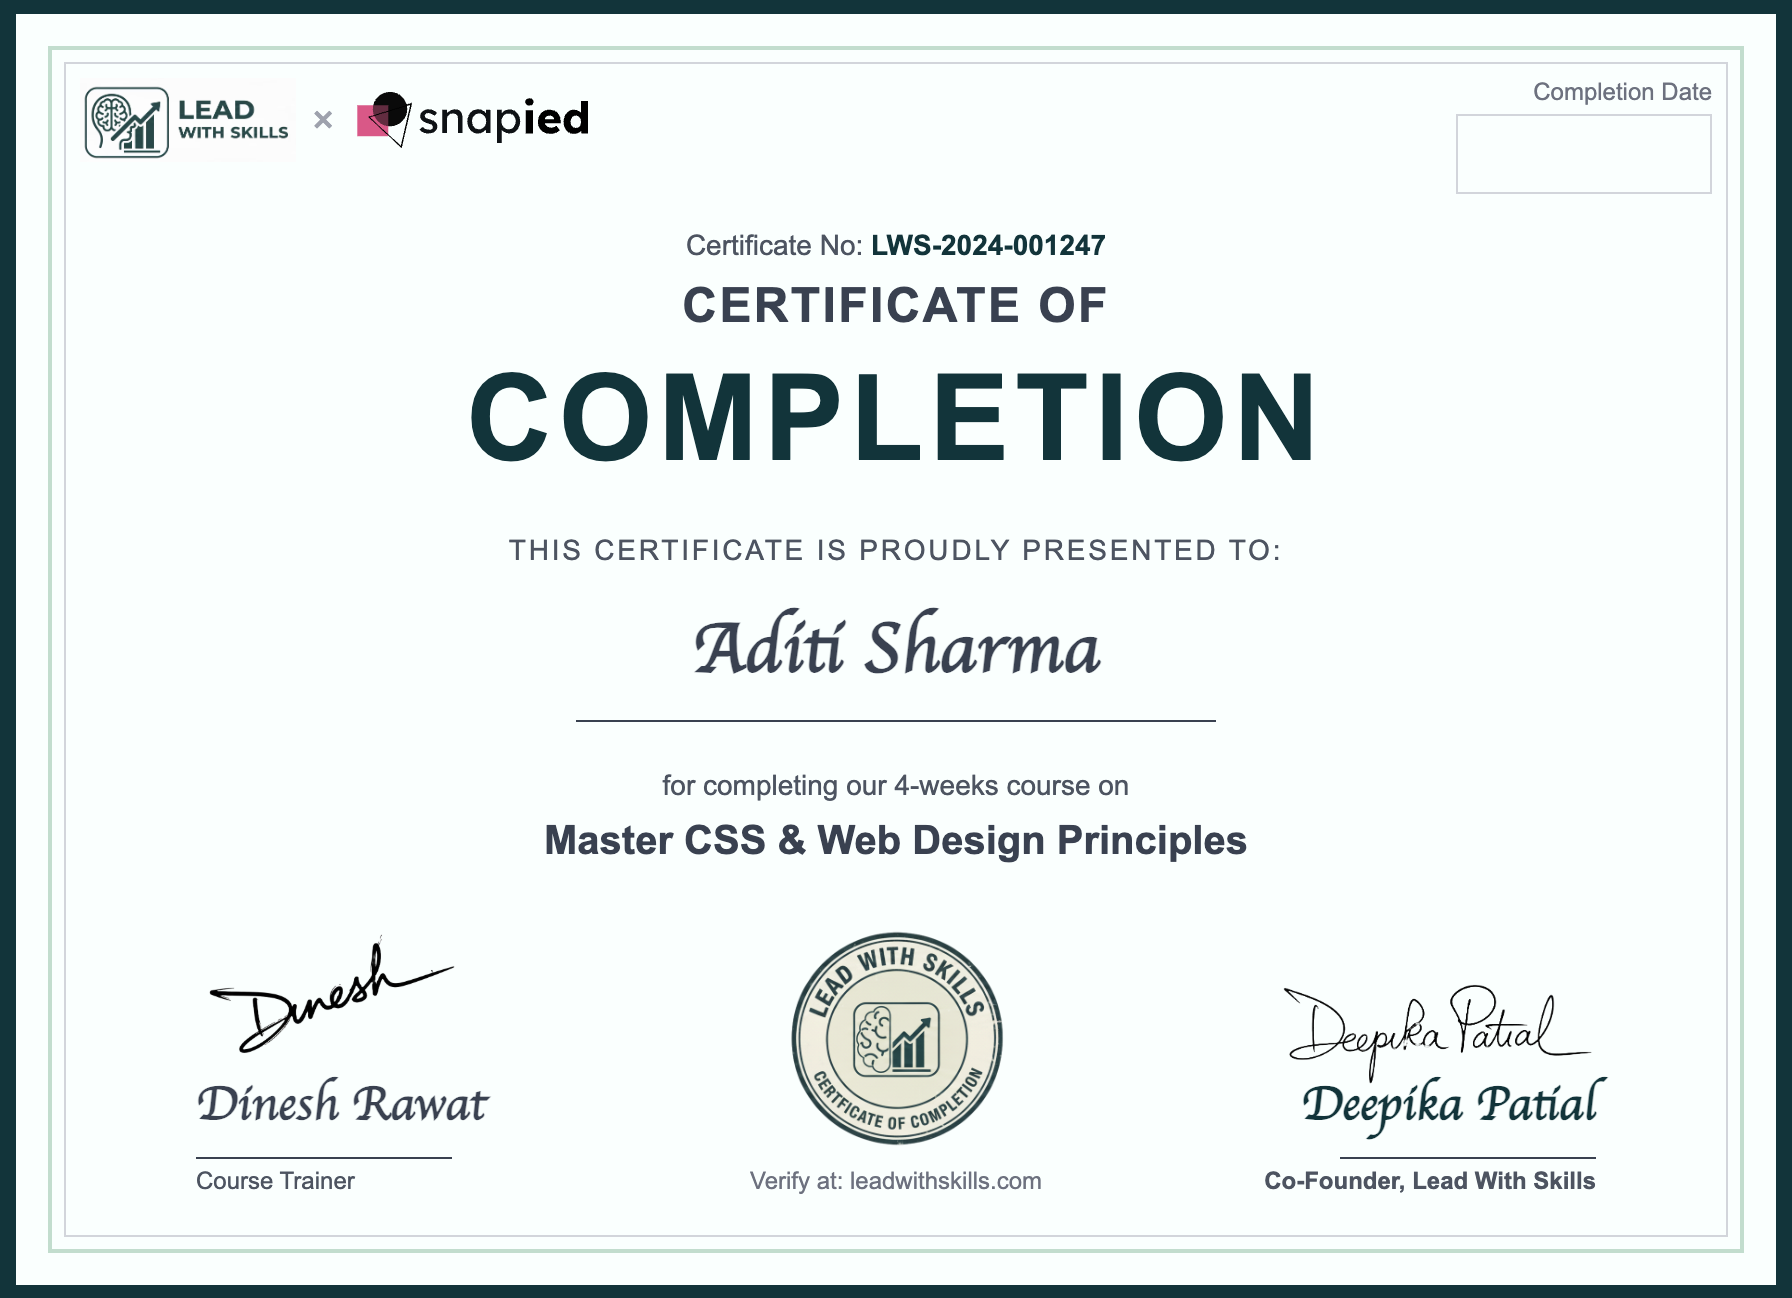 LEAD
WITH SKILLS
×
snapied
Completion Date
Certificate No: LWS-2024-001247
CERTIFICATE OF
COMPLETION
THIS CERTIFICATE IS PROUDLY PRESENTED TO:
Aditi Sharma
for completing our 4-weeks course on
Master CSS & Web Design Principles
Dinesh
Dinesh Rawat
Course Trainer
LEAD WITH SKILLS
CERTFICATE OF COMPLETION
Verify at: leadwithskills.com
Deepika Patial
Deepika Patial
Co-Founder, Lead With Skills